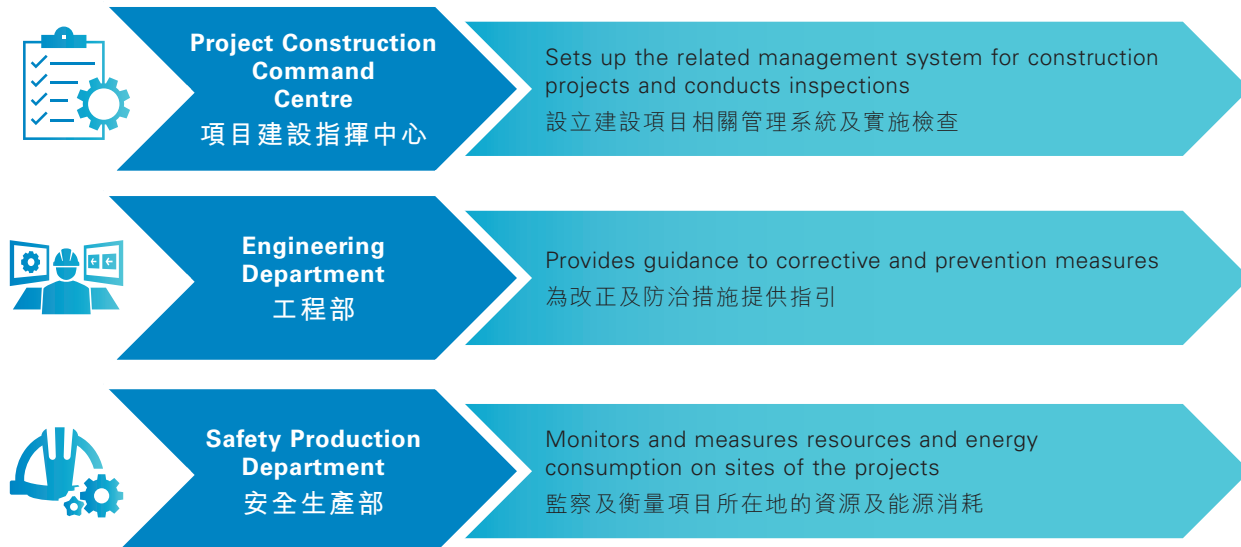 Project Construction
Command
Centre
項目建設指揮中心
Sets up the related management system for construction
projects and conducts inspections
設立建設項目相關管理系統及實施檢查
Engineering
Department
工程部
Provides guidance to corrective and prevention measures
為改正及防治措施提供指引
Safety Production
Department
安全生產部
Monitors and measures resources and energy
consumption on sites of the projects
監察及衡量項目所在地的資源及能源消耗